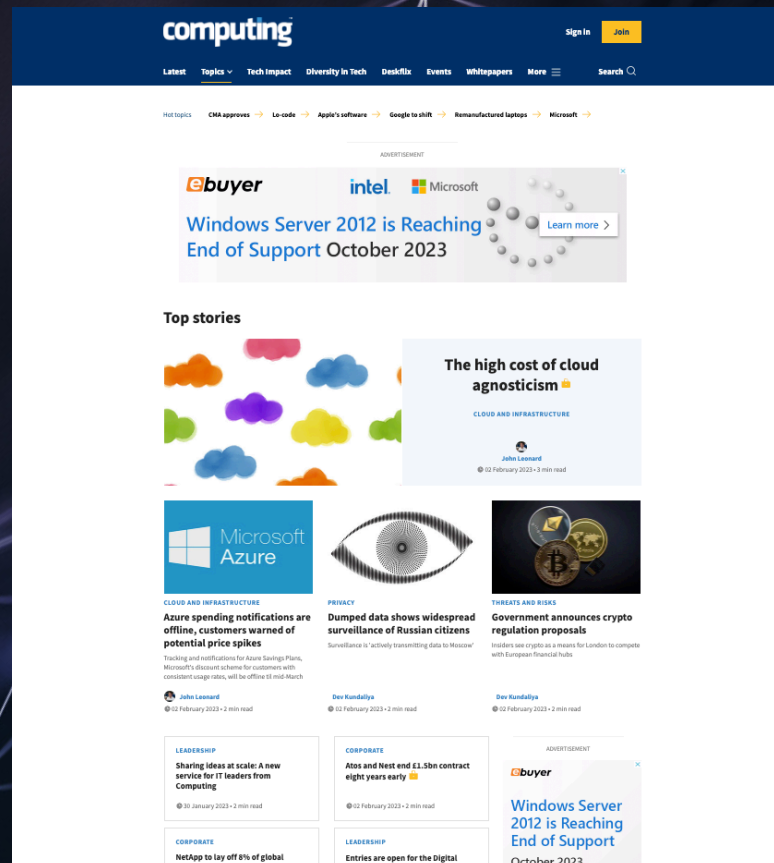 computing
Sign in
Join
Latest
Topics
Tech Impact
Diversity in Tech
Deskflix
Events
Whitepapers
More
Search
Hot topics
CMA approves
Lo-code
Apple's software
Google to shift
Remanufactured laptops
Microsoft
ADVERTISEMENT
ebuyer
intel.
Microsoft
Windows Server 2012 is Reaching
End of Support October 2023
Learn more
Top stories
The high cost of cloud
agnosticism
CLOUD AND INFRASTRUCTURE
John Leonard
02 February 2023 • 3 min read
Microsoft
Azure
CLOUD AND INFRASTRUCTURE
Azure spending notifications are
offline, customers warned of
potential price spikes
Tracking and notifications for Azure Savings Plans,
Microsoft's discount scheme for customers with
consistent usage rates, will be offline til mid-March
John Leonard
02 February 2023 • 2 min read
PRIVACY
Dumped data shows widespread
surveillance of Russian citizens
Surveillance is 'actively transmitting data to Moscow'
Dev Kundaliya
02 February 2023 • 2 min read
THREATS AND RISKS
Government announces crypto
regulation proposals
Insiders see crypto as a means for London to compete
with European financial hubs
Dev Kundaliya
02 February 2023 • 2 min read
LEADERSHIP
Sharing ideas at scale: A new
service for IT leaders from
Computing
30 January 2023 • 2 min read
CORPORATE
Atos and Nest end £1.5bn contract
eight years early
02 February 2023 • 2 min read
ADVERTISEMENT
ebuyer
Windows Server
2012 is Reaching
End of Support
October 2023
CORPORATE
NetApp to lay off 8% of global
LEADERSHIP
Entries are open for the Digital